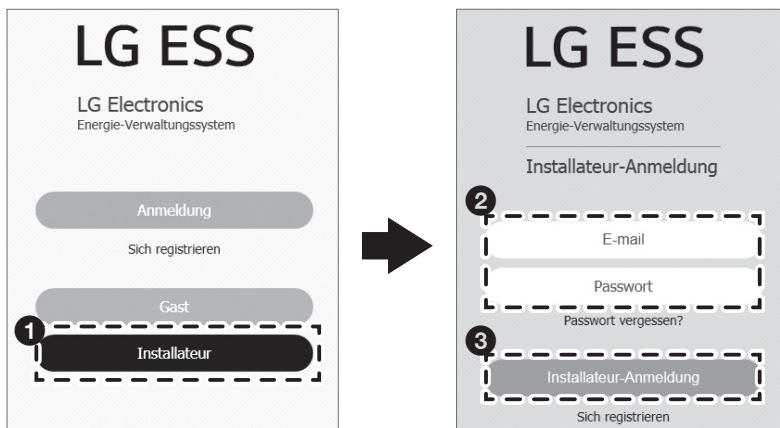 LG ESS
LG Electronics
Energie-Verwaltungssystem
Anmeldung
Sich registrieren
Gast
1
Installateur
LG ESS
LG Electronics
Energie-Verwaltungssystem
Installateur-Anmeldung
2
E-mail
Passwort
Passwort vergessen?
3
Installateur-Anmeldung
Sich registrieren